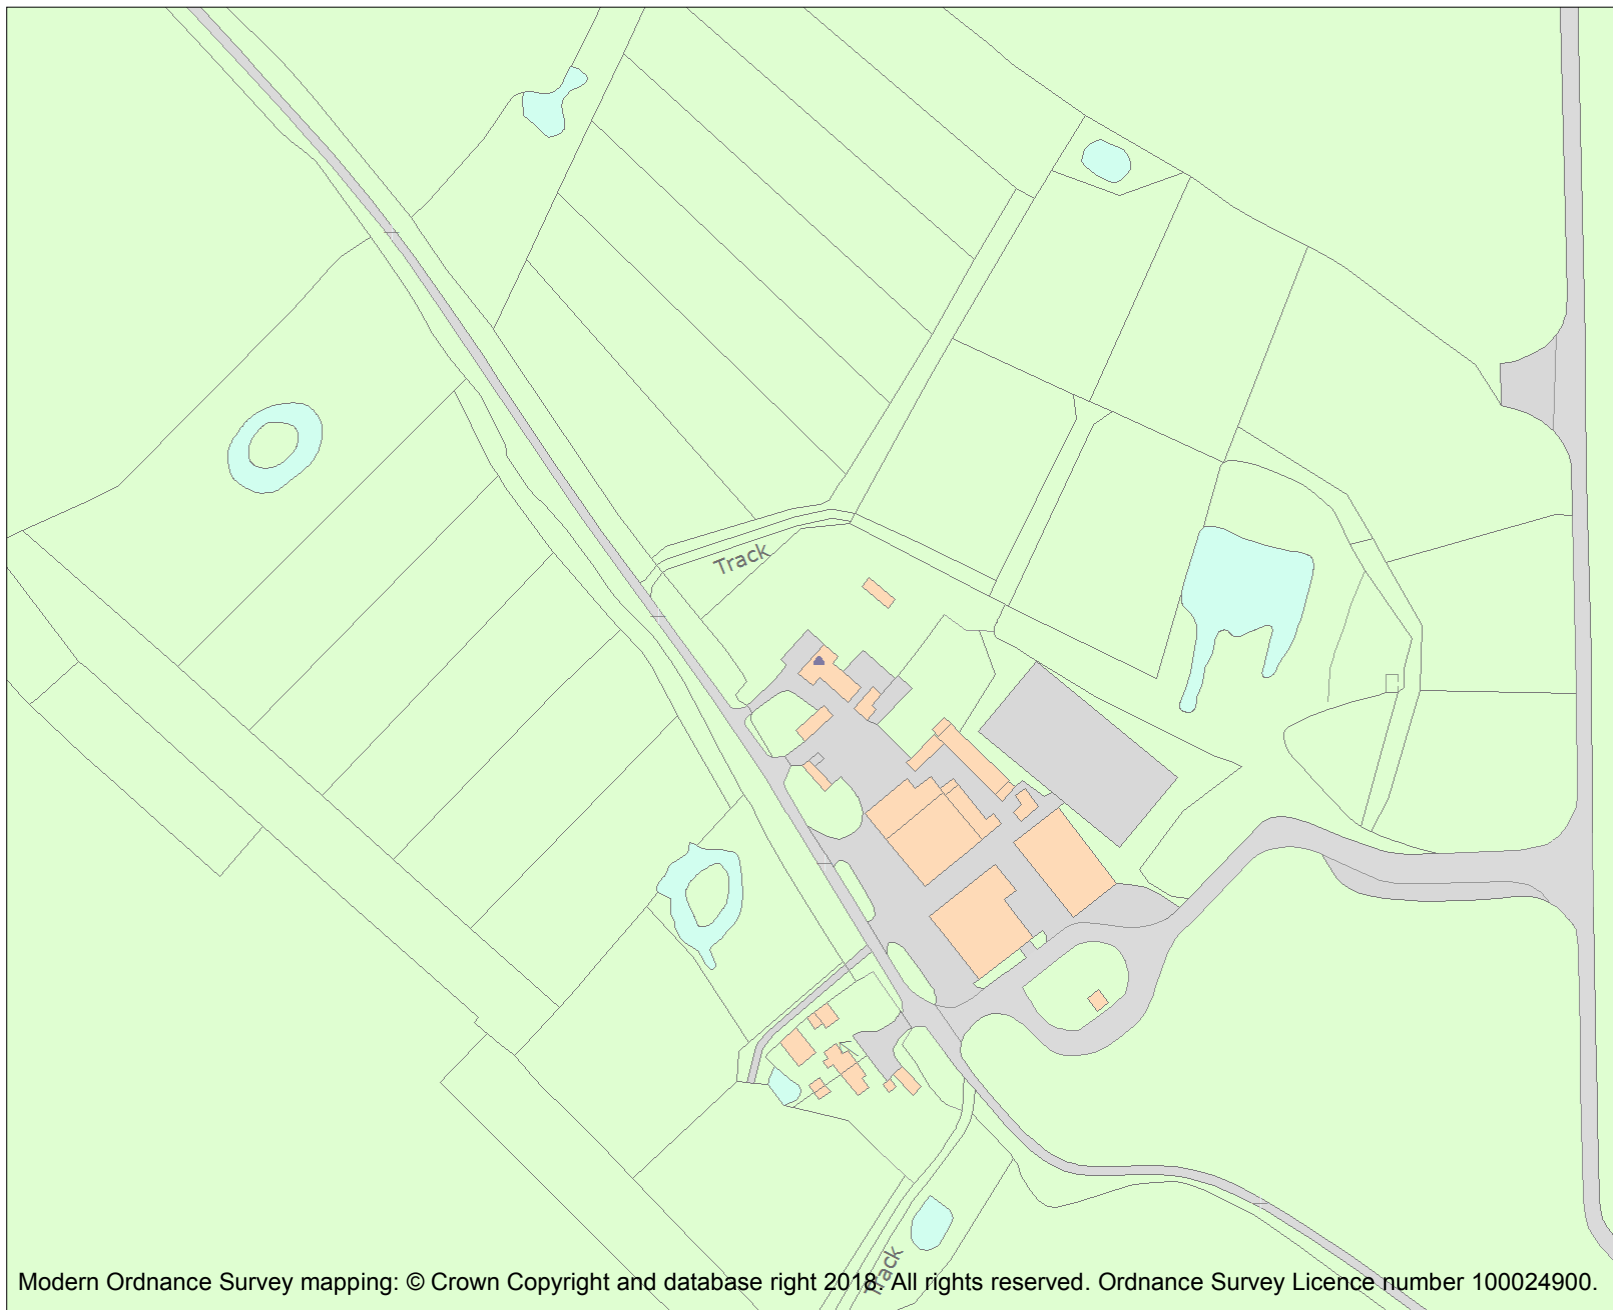 Track
Track
Modern Ordnance Survey mapping: © Crown Copyright and database right 2018. All rights reserved. Ordnance Survey Licence number 100024900.